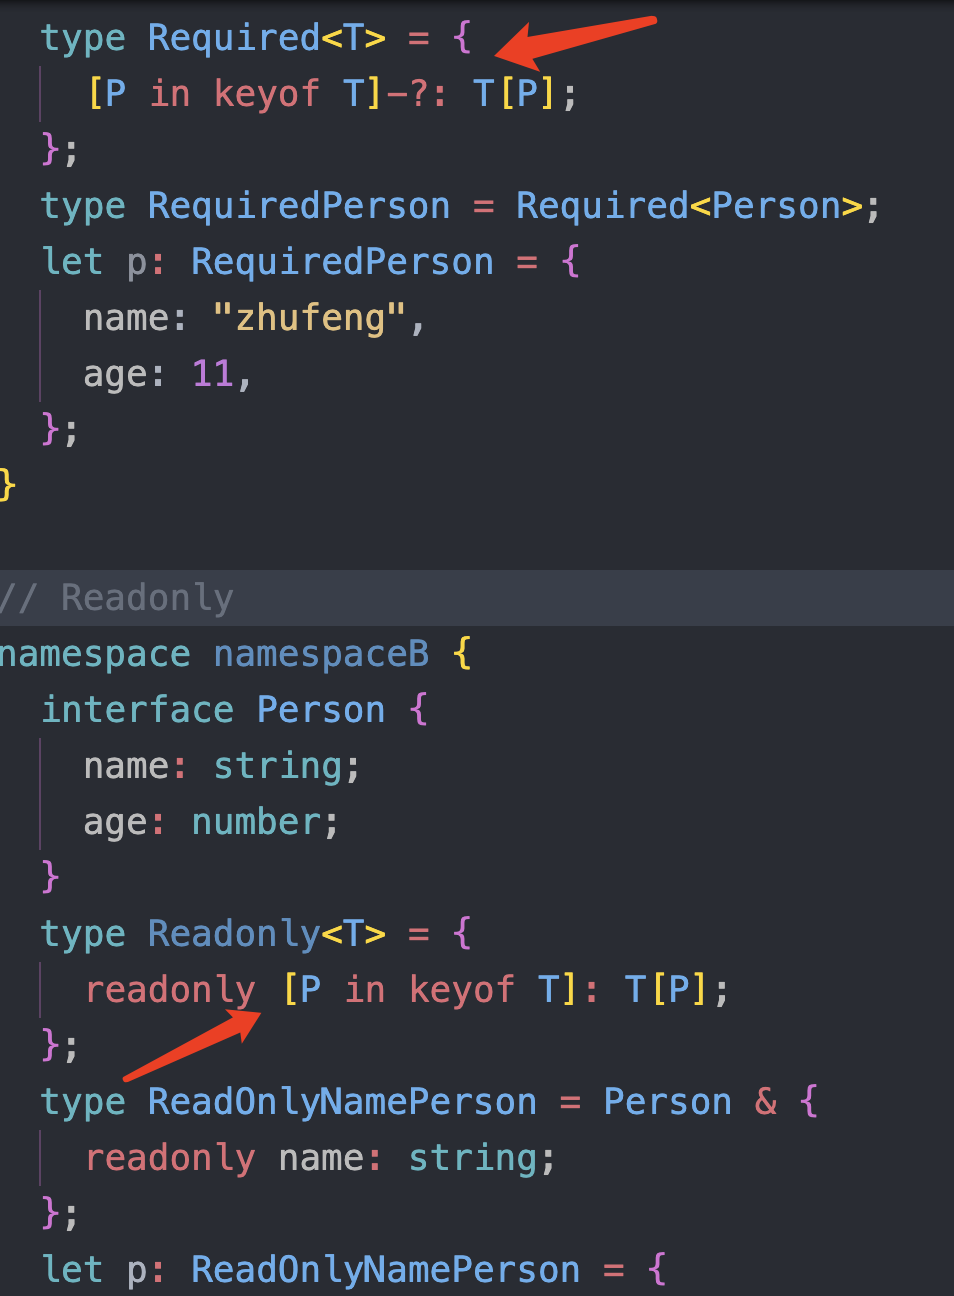 type Required<T> = {
[P in keyof T]-?: T[P];
};
type RequiredPerson = Required<Person>;
let p: RequiredPerson = {
name: "zhufeng",
age: 11,
};
}
// Readonly
namespace namespaceB {
interface Person {
name: string;
age: number;
}
type Readonly<T> = {
readonly [P in keyof T]: T[P];
};
type ReadOnlyNamePerson = Person & {
readonly name: string;
};
let p: ReadOnlyNamePerson = {